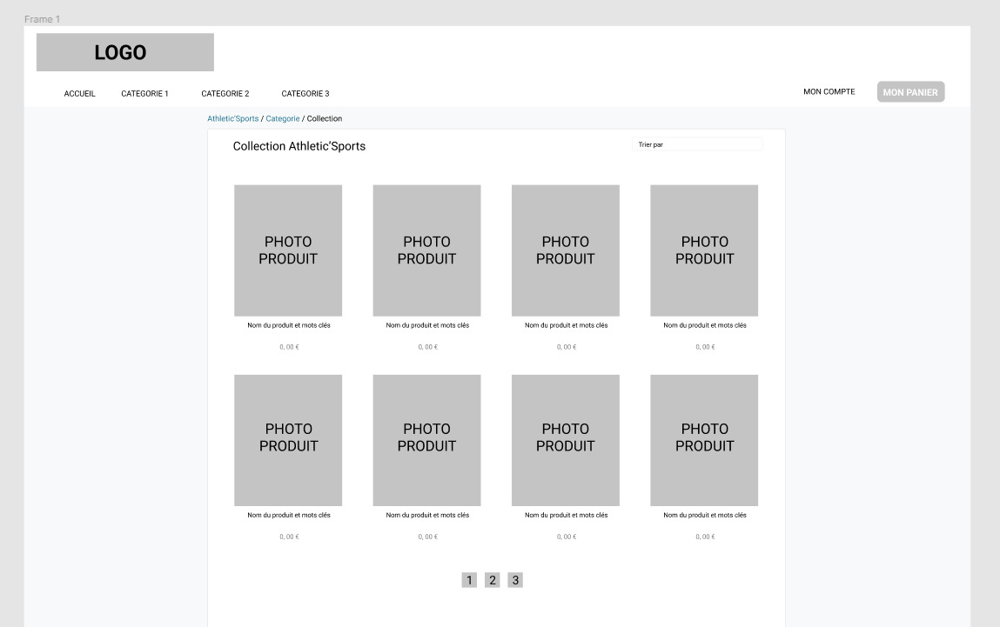 Frame 1
LOGO
ACCUEIL CATEGORIE 1 CATEGORIE 2 CATEGORIE 3 MON COMPTE MON PANIER
Athletic'Sports / Categorie / Collection
Collection Athletic'Sports Trier par
PHOTO PHOTO PHOTO PHOTO
PRODUIT PRODUIT PRODUIT PRODUIT
Nom du produit et mots clés Nom du produit et mots clés Nom du produit et mots clés Nom du produit et mots clés
0, 00 € 0, 00 € 0, 00 € 0, 00 €
PHOTO PHOTO PHOTO PHOTO
PRODUIT PRODUIT PRODUIT PRODUIT
Nom du produit et mots clés Nom du produit et mots clés Nom du produit et mots clés Nom du produit et mots clés
0, 00 € 0, 00 € 0, 00 € 0, 00 €
1 2 3